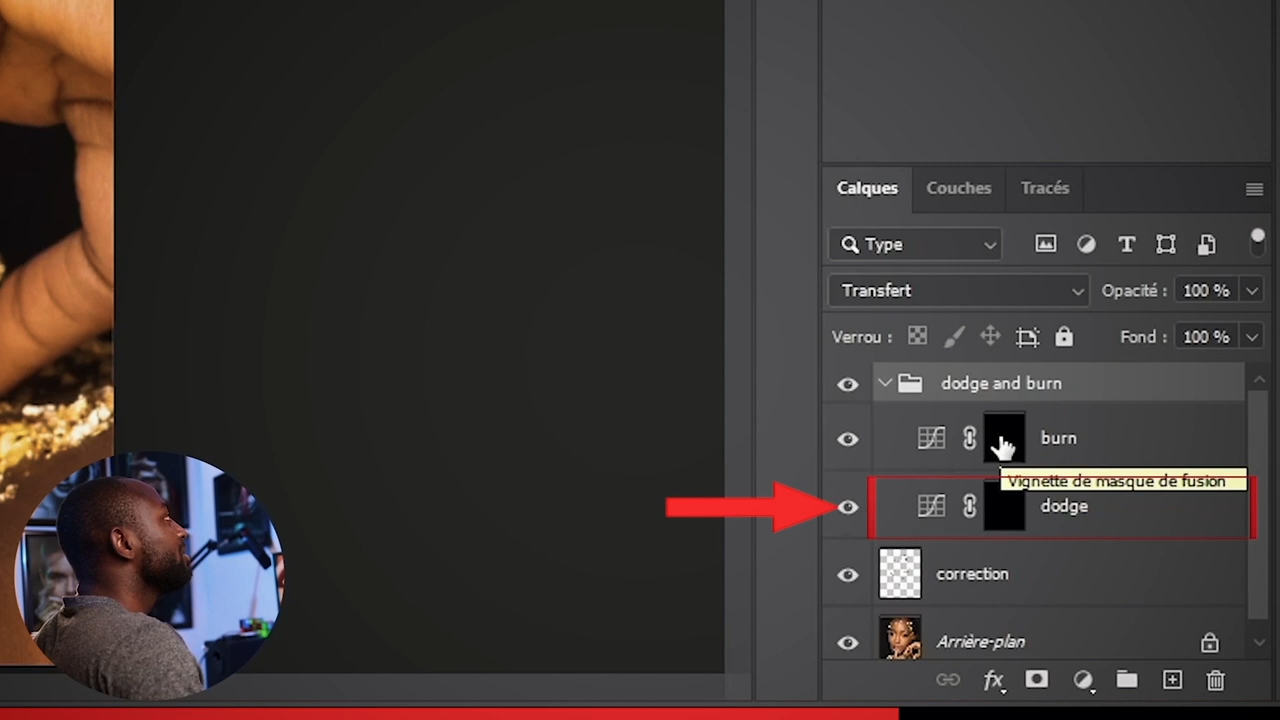 Calques Couches Tracés
Type
Transfert Opacité : 100 %
Verrou : Fond : 100 %
dodge and burn
burn
Vignette de masque de fusion
dodge
correction
Arrière-plan
fx